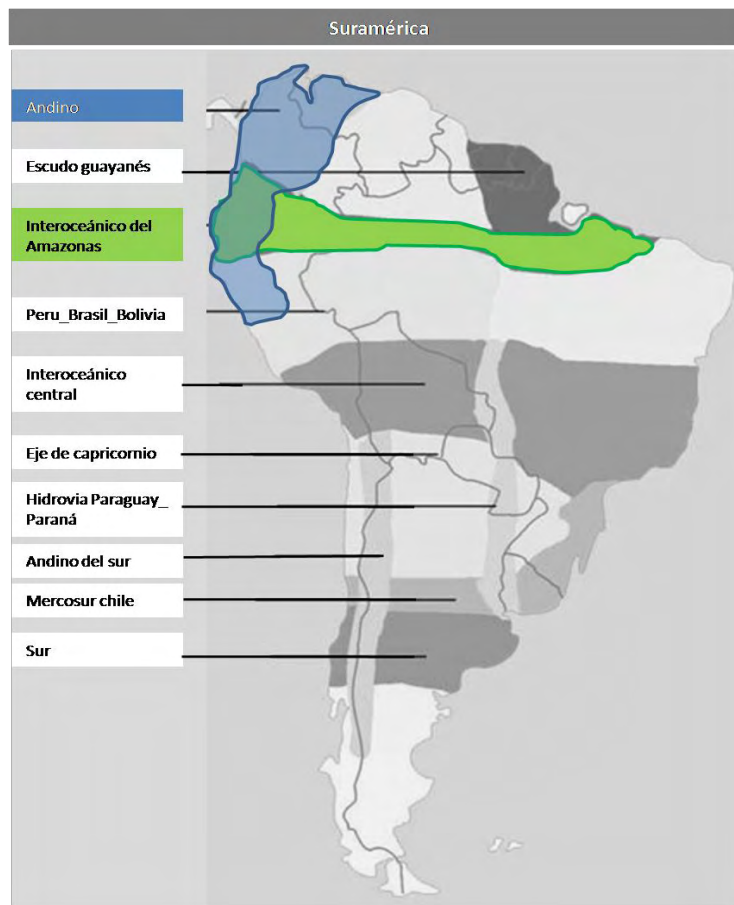 Suramérica
Andino
Escudo guayanés
Interoceánico del
Amazonas
Peru_Brasil_Bolivia
Interoceánico
central
Eje de capricornio
Hidrovia Paraguay_
Paraná
Andino del sur
Mercosur chile
Sur